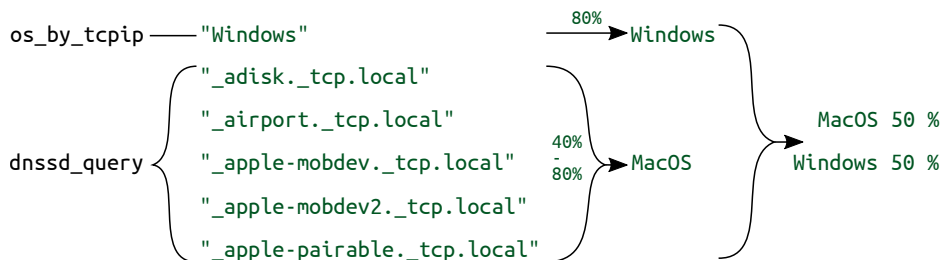 80%
os_by_tcpip "Windows" Windows
"_adisk._tcp.local"
"_airport._tcp.local" MacOS 50 %
40%
-
80%
dnssd_query "_apple-mobdev._tcp.local" MacOS Windows 50 %
"_apple-mobdev2._tcp.local"
"_apple-pairable._tcp.local"